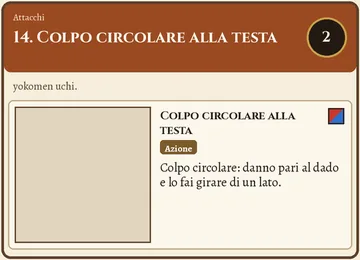 Attacchi
14. Colpo circolare alla testa
2
yokomen uchi.
Colpo circolare alla
testa
Azione
Colpo circolare: danno pari al dado
e lo fai girare di un lato.